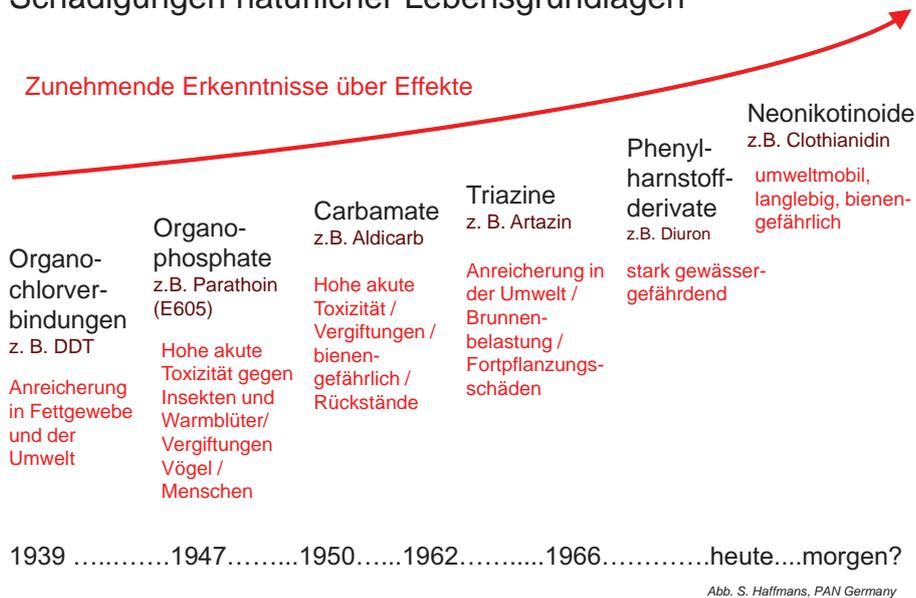 Schädigungen natürlicher Lebensgrundlagen
Zunehmende Erkenntnisse über Effekte
Organo-
chlorver-
bindungen
z. B. DDT
Anreicherung
in Fettgewebe
und der
Umwelt
Organo-
phosphate
z.B. Parathoin
(E605)
Hohe akute
Toxizität gegen
Insekten und
Warmblüter/
Vergiftungen
Vögel /
Menschen
Carbamate
z.B. Aldicarb
Hohe akute
Toxizität /
Vergiftungen /
bienen-
gefährlich /
Rückstände
Triazine
z. B. Artazin
Anreicherung in
der Umwelt /
Brunnen-
belastung /
Fortpflanzungs-
schäden
Phenyl-
harnstoff-
derivate
z.B. Diuron
stark gewässer-
gefährdend
Neonikotinoide
z.B. Clothianidin
umweltmobil,
langlebig, bienen-
gefährlich
1939 …..…….1947……...1950…...1962……....1966………….heute....morgen?
Abb. S. Haffmans, PAN Germany